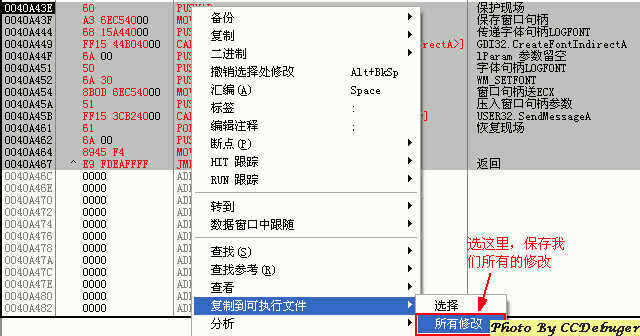 0040A43E 60 PUSHAD 保护现场
0040A43F A3 6EC54000 MOV 保存窗口句柄
0040A444 68 15A44000 PUS 传递字体句柄LOGFONT
0040A449 FF15 44B04000 CAL rectA>] GDI32.CreateFontIndirectA
0040A44F 6A 00 PUS lParam 参数留空
0040A451 50 PUS 字体句柄LOGFONT
0040A452 6A 30 PUS WM_SETFONT
0040A454 8B0D 6EC54000 MOV 窗口句柄送ECX
0040A45A 51 PUS 压入窗口句柄参数
0040A45B FF15 3CB24000 CAL ] USER32.SendMessageA
0040A461 61 POP 恢复现场
0040A462 6A 00 PUS
0040A464 8945 F4 MOV
0040A467 ^ E9 FDEAFFFF JMP 返回
0040A46C 0000 ADD
0040A46E 0000 ADD
0040A470 0000 ADD
0040A472 0000 ADD
0040A474 0000 ADD
0040A476 0000 ADD
0040A478 0000 ADD
0040A47A 0000 ADD
0040A47C 0000 ADD
0040A47E 0000 ADD
0040A480 0000 ADD
0040A482 0000 ADD
备份
复制
二进制
撤销选择处修改 Alt+BkSp
汇编(A) Space
标签 :
编辑注释 ;
断点(P)
HIT 跟踪
RUN 跟踪
转到
数据窗口中跟随
查找(S)
查找参考(R)
查看
复制到可执行文件
分析
选择
所有修改
选这里，保存我
们所有的修改
Photo By CCDebuger